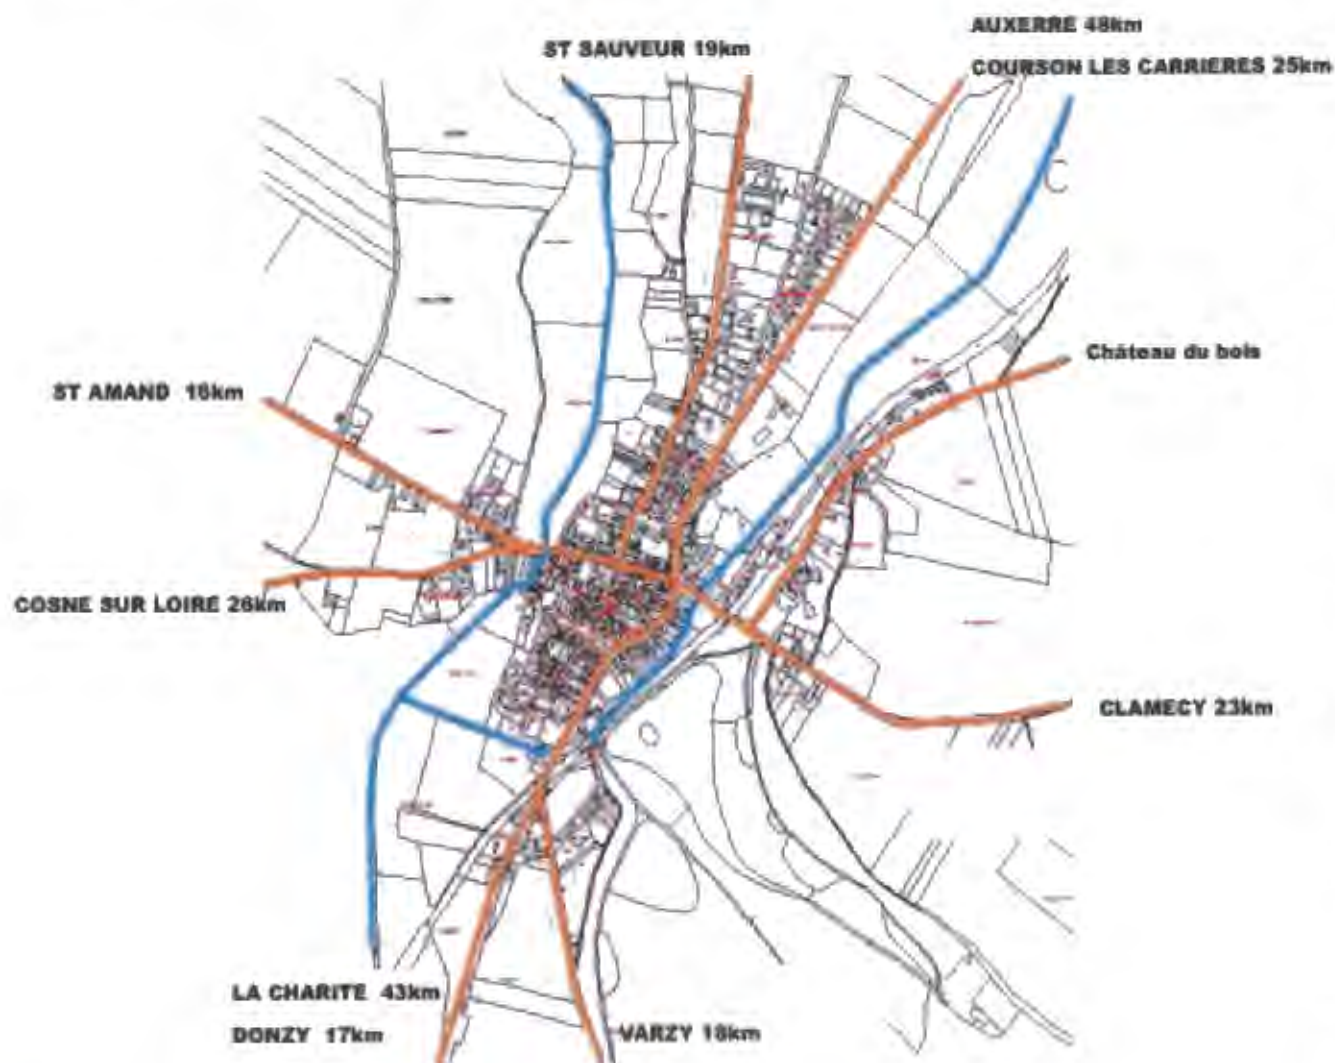 AUXERRE 48km
ST SAUVEUR 19km
COURSON LES CARRIERES 25km
Château du bois
ST AMAND 16km
COSNE SUR LOIRE 26km
CLAMECY 23km
LA CHARITE 43km
DONZY 17km
VARZY 18km